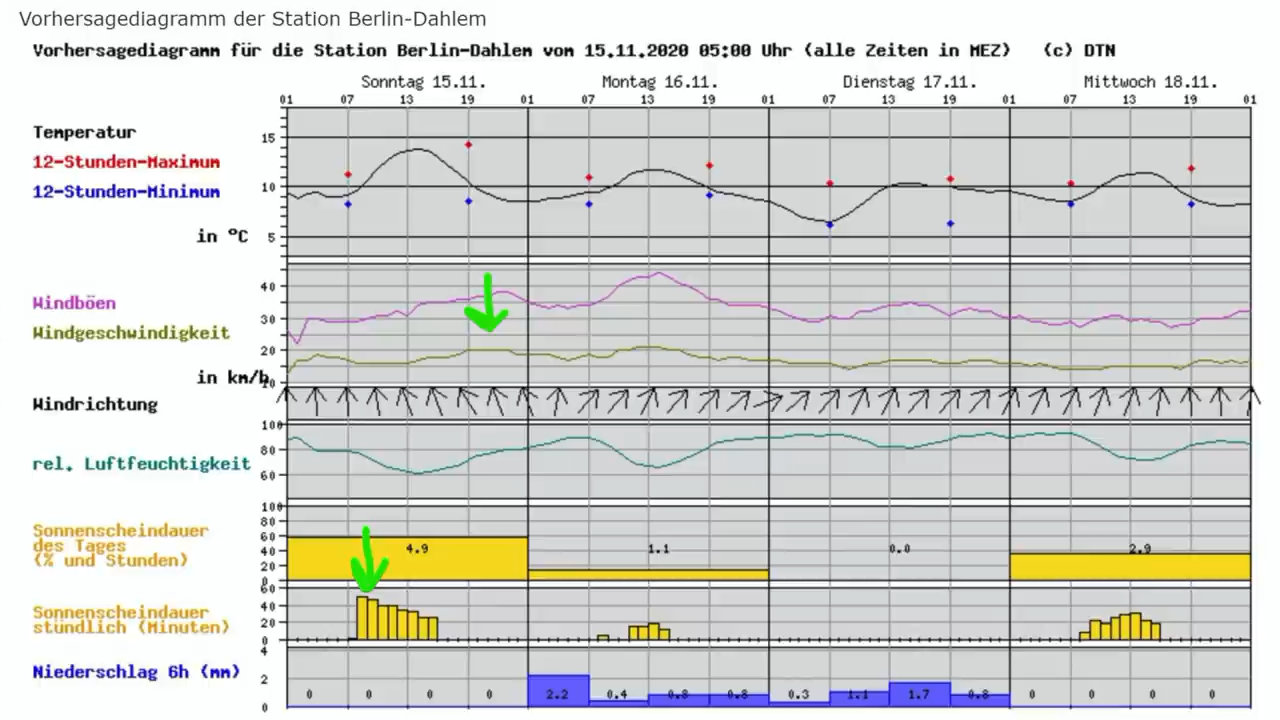 Vorhersagediagramm der Station Berlin-Dahlem
Vorhersagediagramm für die Station Berlin-Dahlem vom 15.11.2020 05:00 Uhr (alle Zeiten in MEZ) (c) DTN
Sonntag 15.11. Montag 16.11. Dienstag 17.11. Mittwoch 18.11.
01 07 13 19 01 07 13 19 01 07 13 19 01 07 13 19 01
Temperatur
15
12-Stunden-Maximum
12-Stunden-Minimum
10
in °C 5
40
Windböen
30
Windgeschwindigkeit
20
in km/h
10
Windrichtung
100
80
rel. Luftfeuchtigkeit
60
100
80
60
40
20
0
Sonnenscheindauer
des Tages
(% und Stunden)
4.9 1.1 0.0 2.9
60
40
20
0
Sonnenscheindauer
stündlich (Minuten)
4
Niederschlag 6h (mm)
2
0 0 0 0 2.2 0.4 0.8 0.8 0.3 1.1 1.7 0.8 0 0 0 0
0